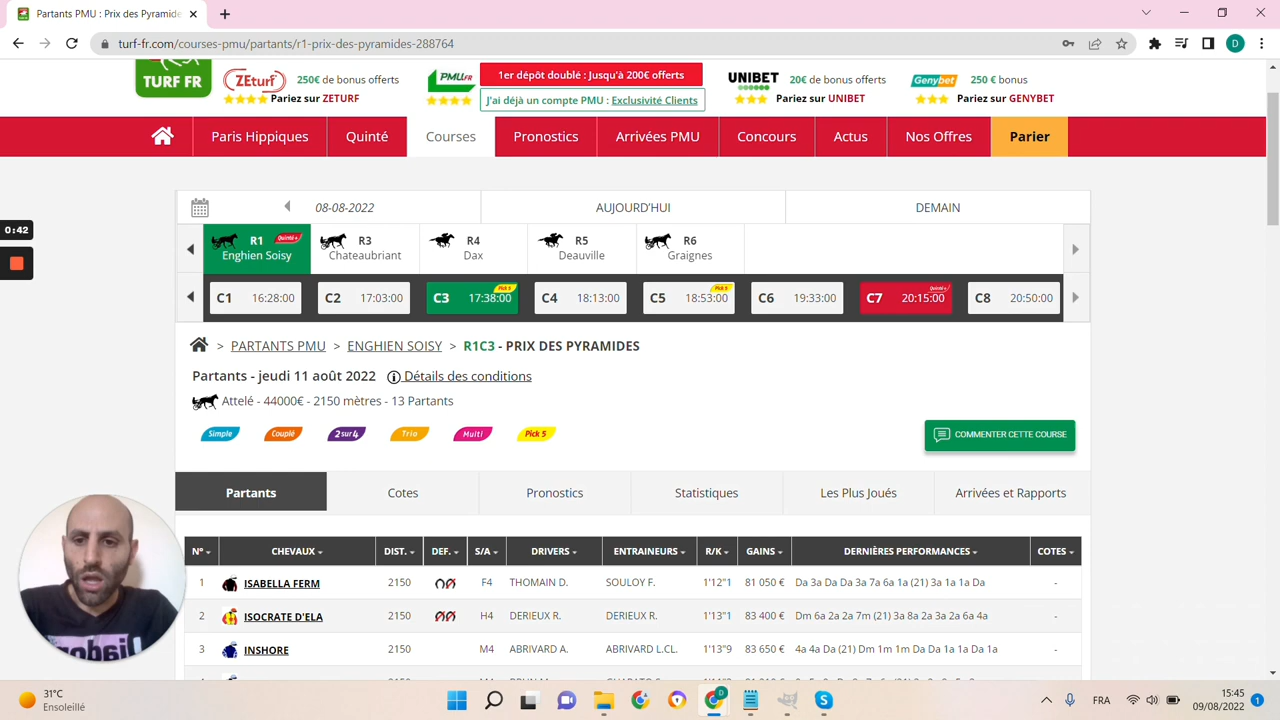 Partants PMU : Prix des Pyramide
turf-fr.com/courses-pmu/partants/r1-prix-des-pyramides-288764
D
TURF FR
ZEturf 250€ de bonus offerts
Pariez sur ZETURF
PMU.FR 1er dépôt doublé : Jusqu'à 200€ offerts
J'ai déjà un compte PMU : Exclusivité Clients
UNIBET 20€ de bonus offerts
Pariez sur UNIBET
Genybet 250 € bonus
Pariez sur GENYBET
Paris Hippiques Quinté Courses Pronostics Arrivées PMU Concours Actus Nos Offres Parier
08-08-2022 AUJOURD'HUI DEMAIN
0:42
R1 Quinté+ R3 R4 R5 R6
Enghien Soisy Chateaubriant Dax Deauville Graignes
Pick 5 Pick 5 Quinté+
C1 16:28:00 C2 17:03:00 C3 17:38:00 C4 18:13:00 C5 18:53:00 C6 19:33:00 C7 20:15:00 C8 20:50:00
> PARTANTS PMU > ENGHIEN SOISY > R1C3 - PRIX DES PYRAMIDES
Partants - jeudi 11 août 2022 Détails des conditions
Attelé - 44000€ - 2150 mètres - 13 Partants
Simple Couplé 2 sur 4 Trio Multi Pick 5
COMMENTER CETTE COURSE
Partants Cotes Pronostics Statistiques Les Plus Joués Arrivées et Rapports
N° CHEVAUX DIST. DEF. S/A DRIVERS ENTRAINEURS R/K GAINS DERNIÈRES PERFORMANCES COTES
1 ISABELLA FERM 2150 F4 THOMAIN D. SOULOY F. 1'12"1 81 050 € Da 3a Da Da 3a 7a 6a 1a (21) 3a 1a 1a Da -
2 ISOCRATE D'ELA 2150 H4 DERIEUX R. DERIEUX R. 1'13"1 83 400 € Dm 6a 2a 2a 7m (21) 3a 8a 2a 3a 2a 6a 4a -
3 INSHORE 2150 M4 ABRIVARD A. ABRIVARD L.CL. 1'13"9 83 650 € 4a 4a Da (21) Dm 1m 1m Da Da 1a 1a Da 1a -
31°C
Ensoleillé
FRA
15:45
09/08/2022
1